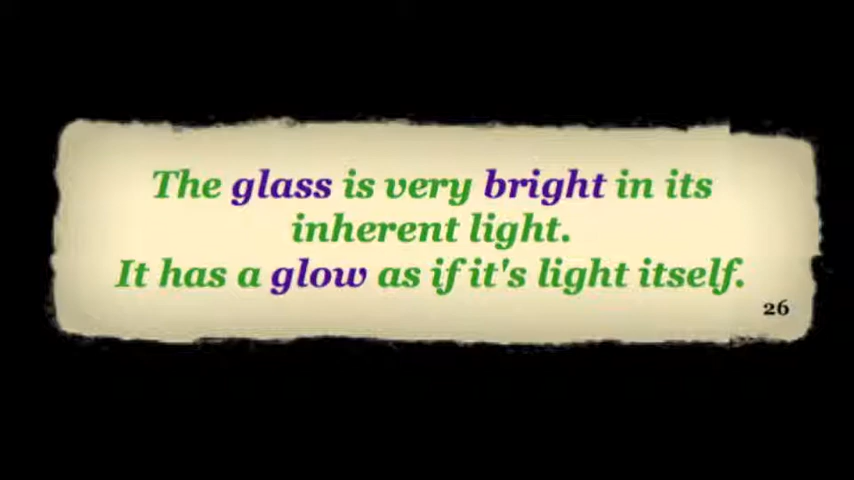 The glass is very bright in its
inherent light.
It has a glow as if it's light itself.
26